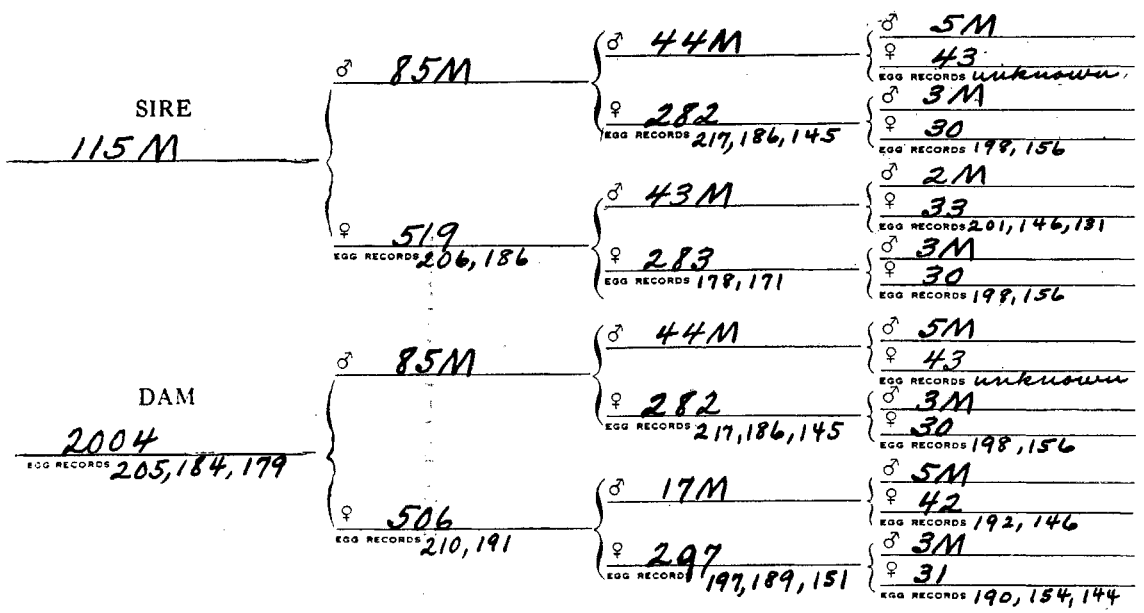 SIRE
115 M
♂ 85M
♀ 519
EGG RECORDS 206, 186
♂ 44M
♀ 282
EGG RECORDS 217, 186, 145
♂ 43M
♀ 283
EGG RECORDS 178, 171
♂ 5M
♀ 43
EGG RECORDS unknown.
♂ 3M
♀ 30
EGG RECORDS 198, 156
♂ 2M
♀ 33
EGG RECORDS 201, 146, 131
♂ 3M
♀ 30
EGG RECORDS 198, 156
DAM
2004
EGG RECORDS 205, 184, 179
♂ 85M
♀ 506
EGG RECORDS 210, 191
♂ 44M
♀ 282
EGG RECORDS 217, 186, 145
♂ 17M
♀ 297
EGG RECORD 197, 189, 151
♂ 5M
♀ 43
EGG RECORDS unknown
♂ 3M
♀ 30
EGG RECORDS 198, 156
♂ 5M
♀ 42
EGG RECORDS 192, 146
♂ 3M
♀ 31
EGG RECORDS 190, 154, 144